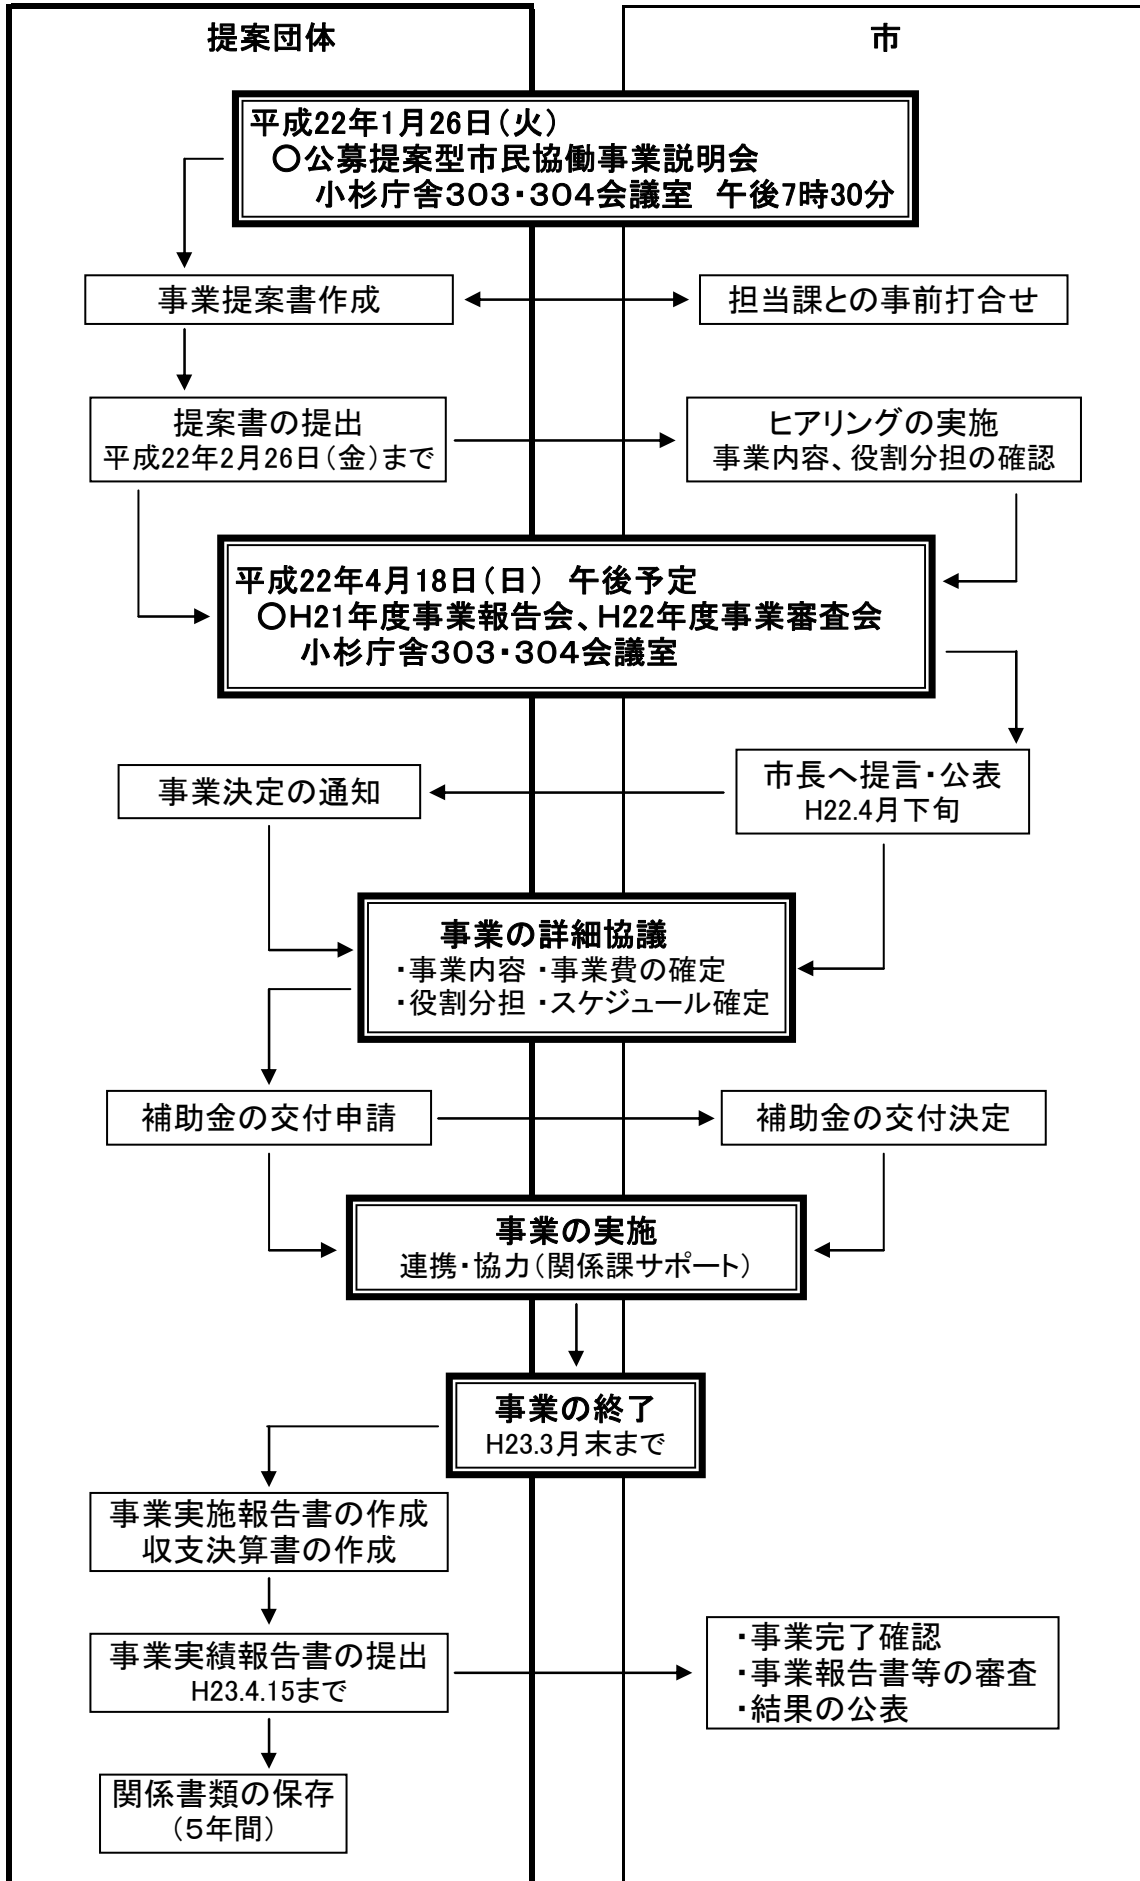 提案団体
市
平成22年1月26日(火)
○公募提案型市民協働事業説明会
小杉庁舎303・304会議室 午後7時30分
事業提案書作成
担当課との事前打合せ
提案書の提出
平成22年2月26日(金)まで
ヒアリングの実施
事業内容、役割分担の確認
平成22年4月18日(日) 午後予定
○H21年度事業報告会、H22年度事業審査会
小杉庁舎303・304会議室
事業決定の通知
市長へ提言・公表
H22.4月下旬
事業の詳細協議
・事業内容 ・事業費の確定
・役割分担 ・スケジュール確定
補助金の交付申請
補助金の交付決定
事業の実施
連携・協力(関係課サポート)
事業の終了
H23.3月末まで
事業実施報告書の作成
収支決算書の作成
事業実績報告書の提出
H23.4.15まで
・事業完了確認
・事業報告書等の審査
・結果の公表
関係書類の保存
(5年間)